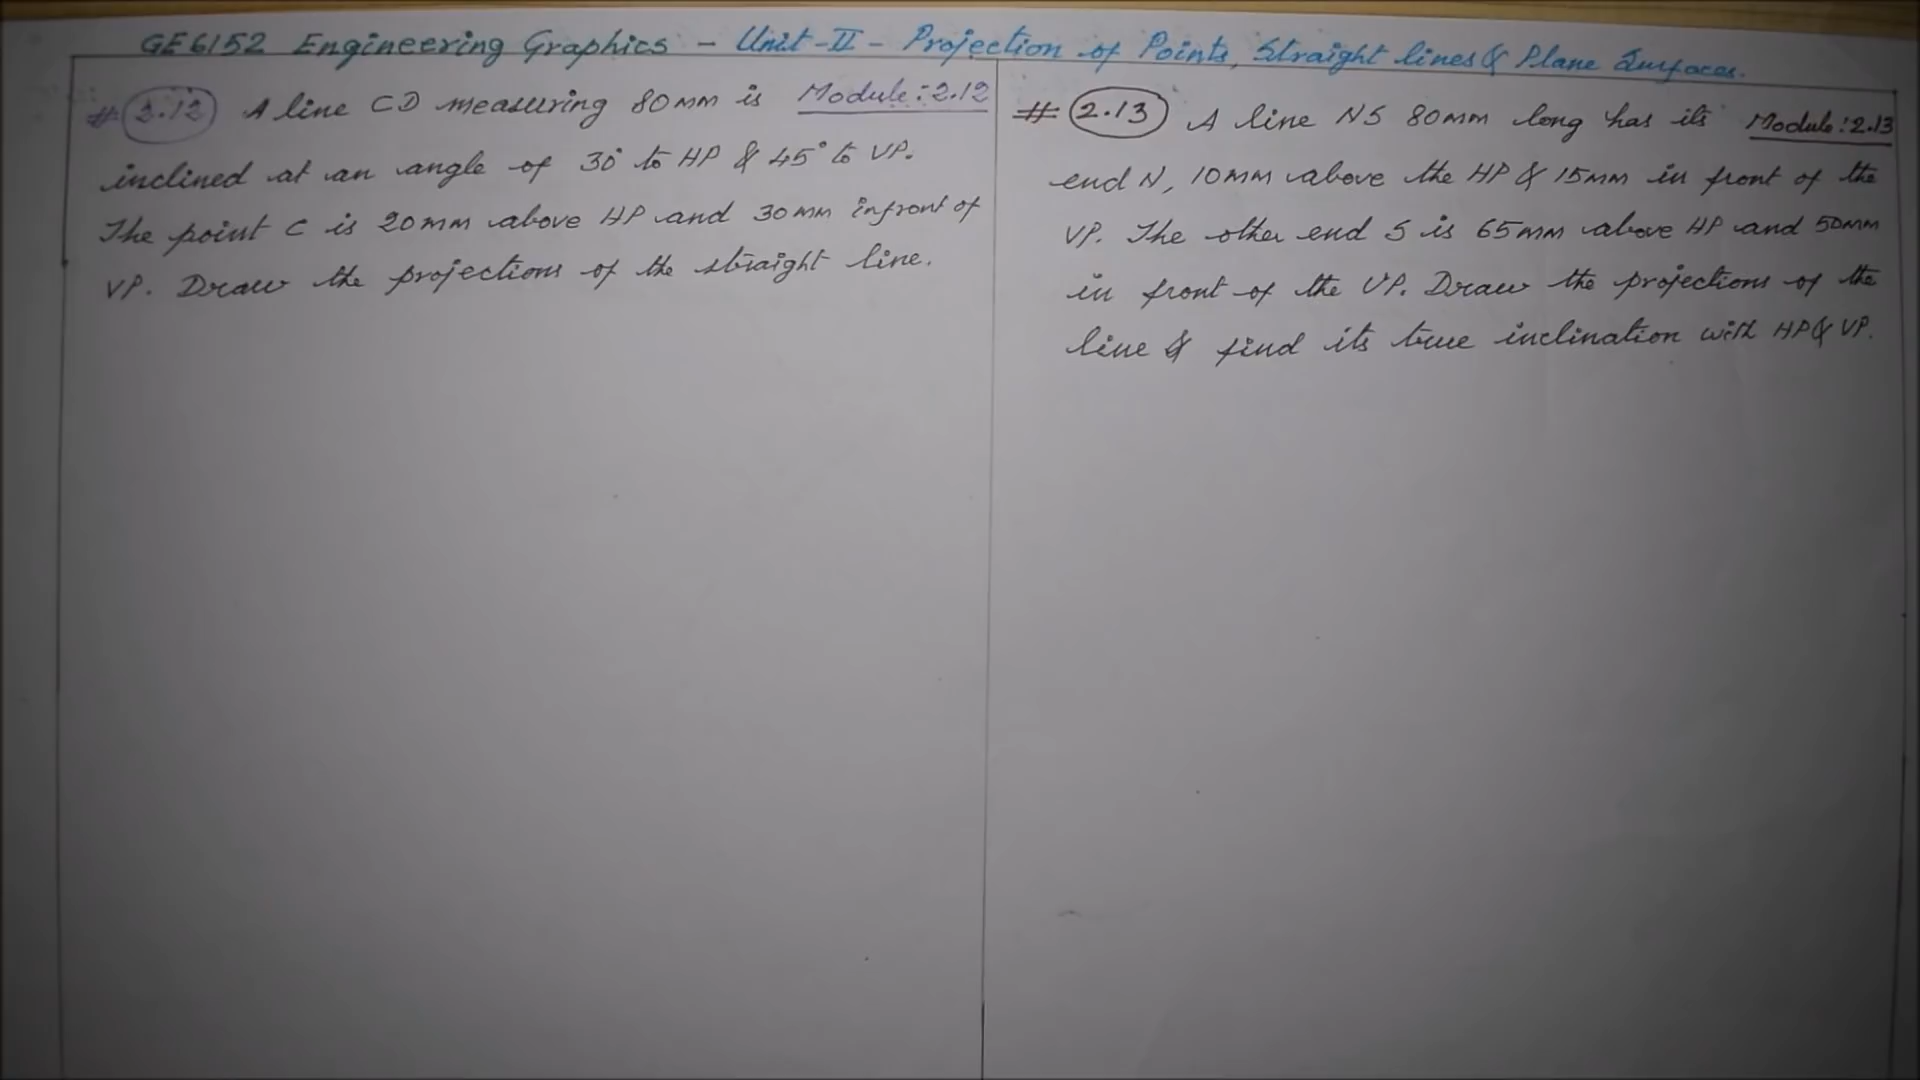 GE6152 Engineering Graphics - Unit-II - Projection of Points, Straight lines & Plane Surfaces.
# 2.12 A line CD measuring 80mm is Module: 2.12
inclined at an angle of 30° to HP & 45° to VP.
The point C is 20mm above HP and 30mm infront of
VP. Draw the projections of the straight line.
# 2.13 A line NS 80mm long has its Module: 2.13
end N, 10mm above the HP & 15mm in front of the
VP. The other end S is 65mm above HP and 50mm
in front of the VP. Draw the projections of the
line & find its true inclination with HP & VP.